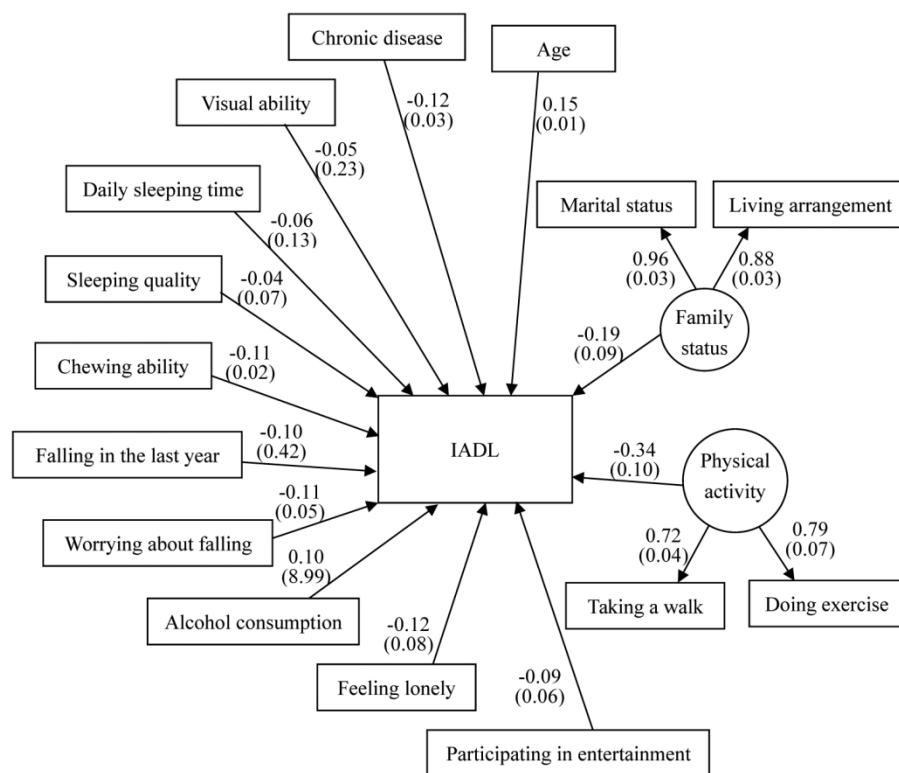 Chronic disease
Age
-0.12
(0.03)
0.15
(0.01)
Visual ability
-0.05
(0.23)
Daily sleeping time
-0.06
(0.13)
Marital status
Living arrangement
0.96
(0.03)
0.88
(0.03)
Sleeping quality
-0.04
(0.07)
Family
status
-0.19
(0.09)
Chewing ability
-0.11
(0.02)
IADL
Falling in the last year
-0.10
(0.42)
-0.34
(0.10)
Physical
activity
Worrying about falling
-0.11
(0.05)
0.72
(0.04)
0.79
(0.07)
Alcohol consumption
0.10
(8.99)
Taking a walk
Doing exercise
-0.12
(0.08)
Feeling lonely
-0.09
(0.06)
Participating in entertainment